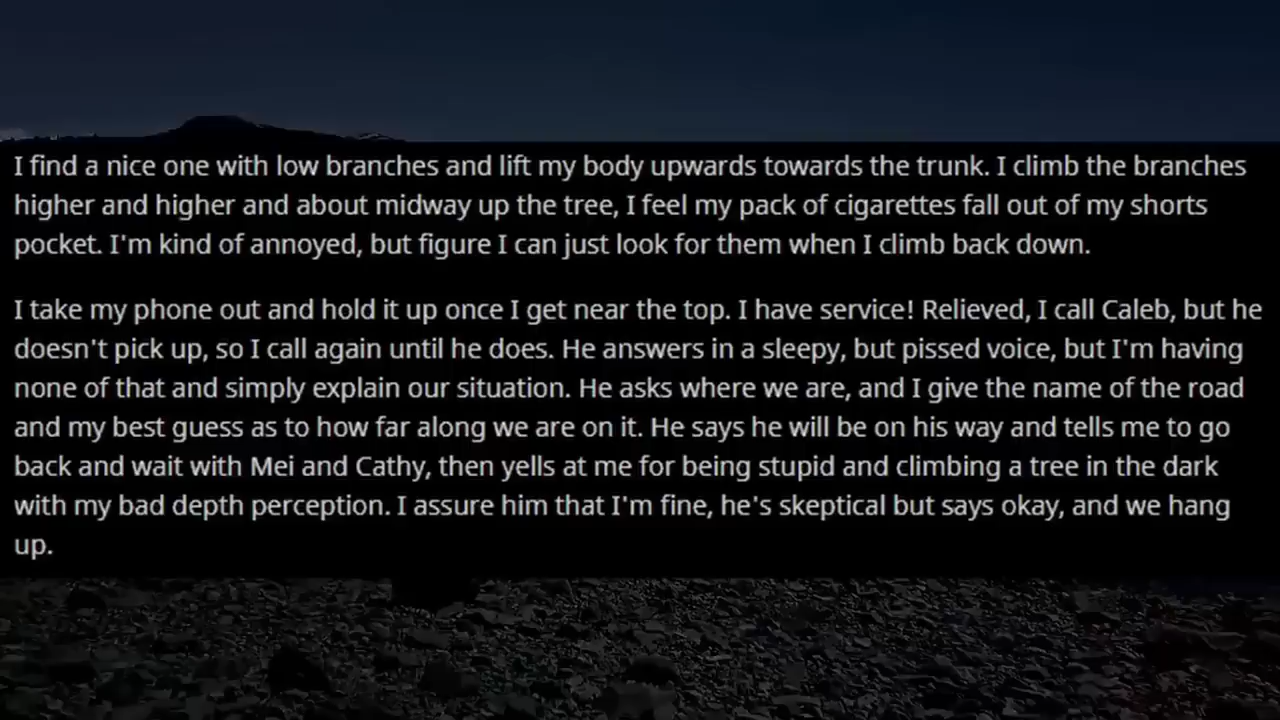 I find a nice one with low branches and lift my body upwards towards the trunk. I climb the branches
higher and higher and about midway up the tree, I feel my pack of cigarettes fall out of my shorts
pocket. I'm kind of annoyed, but figure I can just look for them when I climb back down.
I take my phone out and hold it up once I get near the top. I have service! Relieved, I call Caleb, but he
doesn't pick up, so I call again until he does. He answers in a sleepy, but pissed voice, but I'm having
none of that and simply explain our situation. He asks where we are, and I give the name of the road
and my best guess as to how far along we are on it. He says he will be on his way and tells me to go
back and wait with Mei and Cathy, then yells at me for being stupid and climbing a tree in the dark
with my bad depth perception. I assure him that I'm fine, he's skeptical but says okay, and we hang
up.